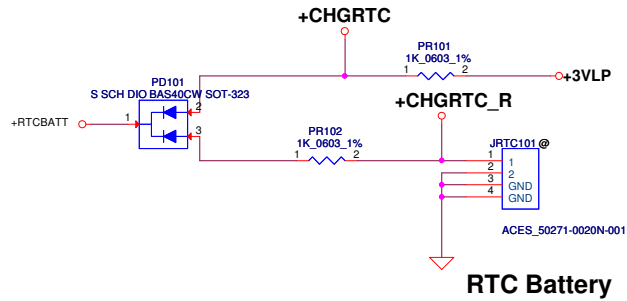 +CHGRTC
PR101
1K_0603_1%
1
2
+3VLP
PD101
S SCH DIO BAS40CW SOT-323
+RTCBATT
1
2
3
+CHGRTC_R
PR102
1K_0603_1%
1
2
JRTC101 @
1 1
2 2
3 GND
4 GND
ACES_50271-0020N-001
RTC Battery